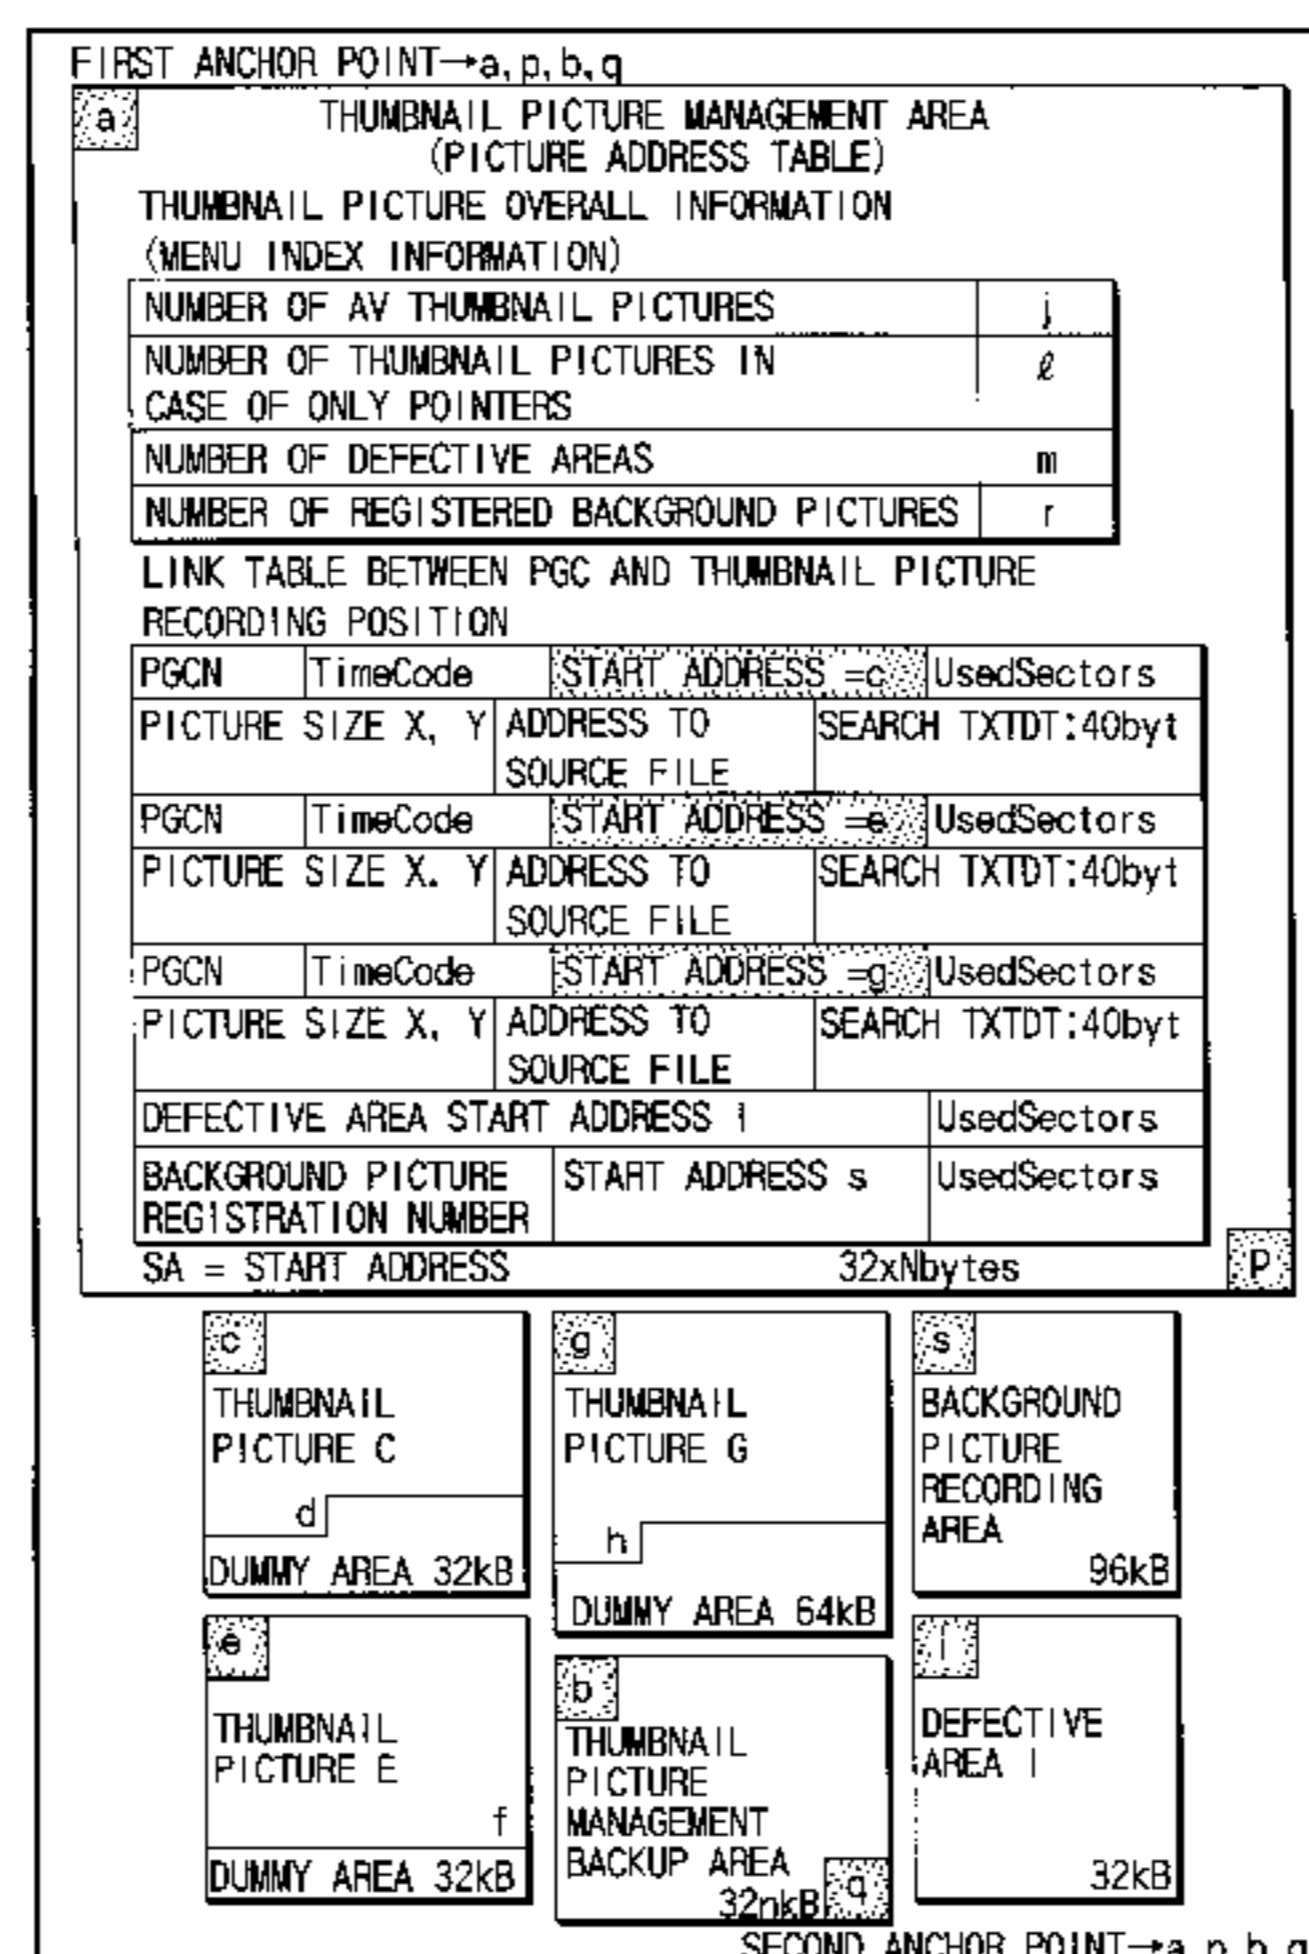 FIRST ANCHOR POINT→a,p,b,q
a
THUMBNAIL PICTURE MANAGEMENT AREA
(PICTURE ADDRESS TABLE)
THUMBNAIL PICTURE OVERALL INFORMATION
(MENU INDEX INFORMATION)
NUMBER OF AV THUMBNAIL PICTURES j
NUMBER OF THUMBNAIL PICTURES IN ℓ
CASE OF ONLY POINTERS
NUMBER OF DEFECTIVE AREAS m
NUMBER OF REGISTERED BACKGROUND PICTURES r
LINK TABLE BETWEEN PGC AND THUMBNAIL PICTURE
RECORDING POSITION
PGCN TimeCode START ADDRESS =c UsedSectors
PICTURE SIZE X, Y ADDRESS TO SEARCH TXTDT:40byt
SOURCE FILE
PGCN TimeCode START ADDRESS =e UsedSectors
PICTURE SIZE X. Y ADDRESS TO SEARCH TXTDT:40byt
SOURCE FILE
PGCN TimeCode START ADDRESS =g UsedSectors
PICTURE SIZE X, Y ADDRESS TO SEARCH TXTDT:40byt
SOURCE FILE
DEFECTIVE AREA START ADDRESS i UsedSectors
BACKGROUND PICTURE START ADDRESS s UsedSectors
REGISTRATION NUMBER
SA = START ADDRESS 32xNbytes P
c
THUMBNAIL
PICTURE C
d
DUMMY AREA 32kB
g
THUMBNAIL
PICTURE G
h
DUMMY AREA 64kB
s
BACKGROUND
PICTURE
RECORDING
AREA
96kB
e
THUMBNAIL
PICTURE E
f
DUMMY AREA 32kB
b
THUMBNAIL
PICTURE
MANAGEMENT
BACKUP AREA
32nkB q
i
DEFECTIVE
AREA I
32kB
SECOND ANCHOR POINT→a,p,b,q